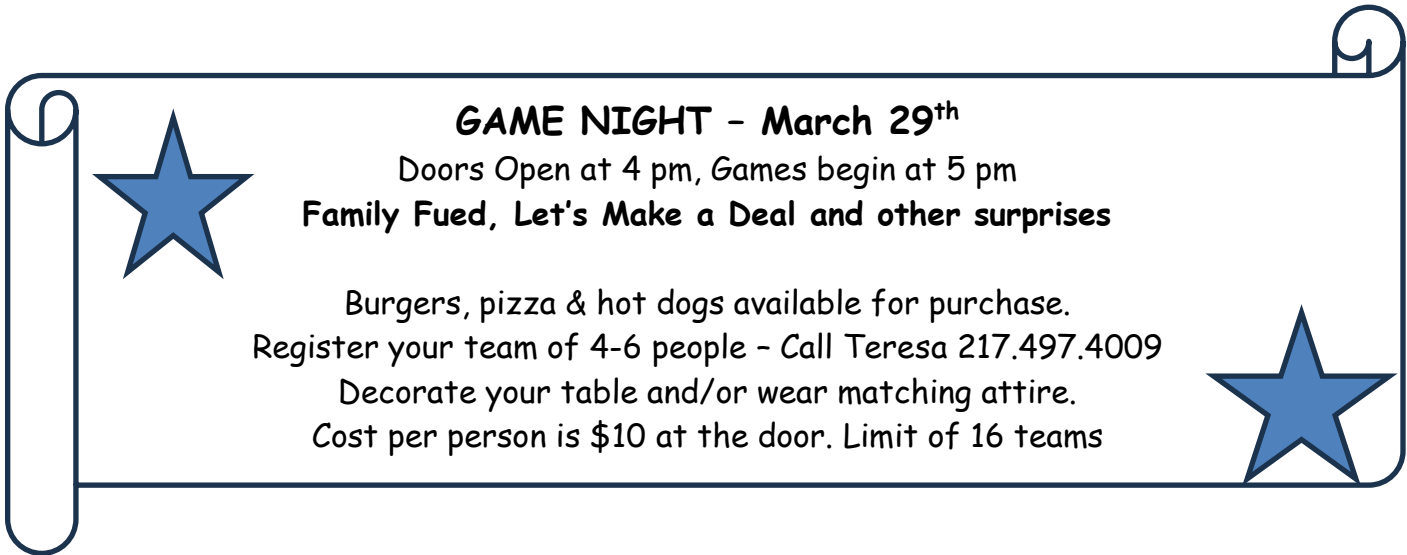 GAME NIGHT – March 29th
Doors Open at 4 pm, Games begin at 5 pm
Family Fued, Let's Make a Deal and other surprises
Burgers, pizza & hot dogs available for purchase.
Register your team of 4-6 people – Call Teresa 217.497.4009
Decorate your table and/or wear matching attire.
Cost per person is $10 at the door. Limit of 16 teams